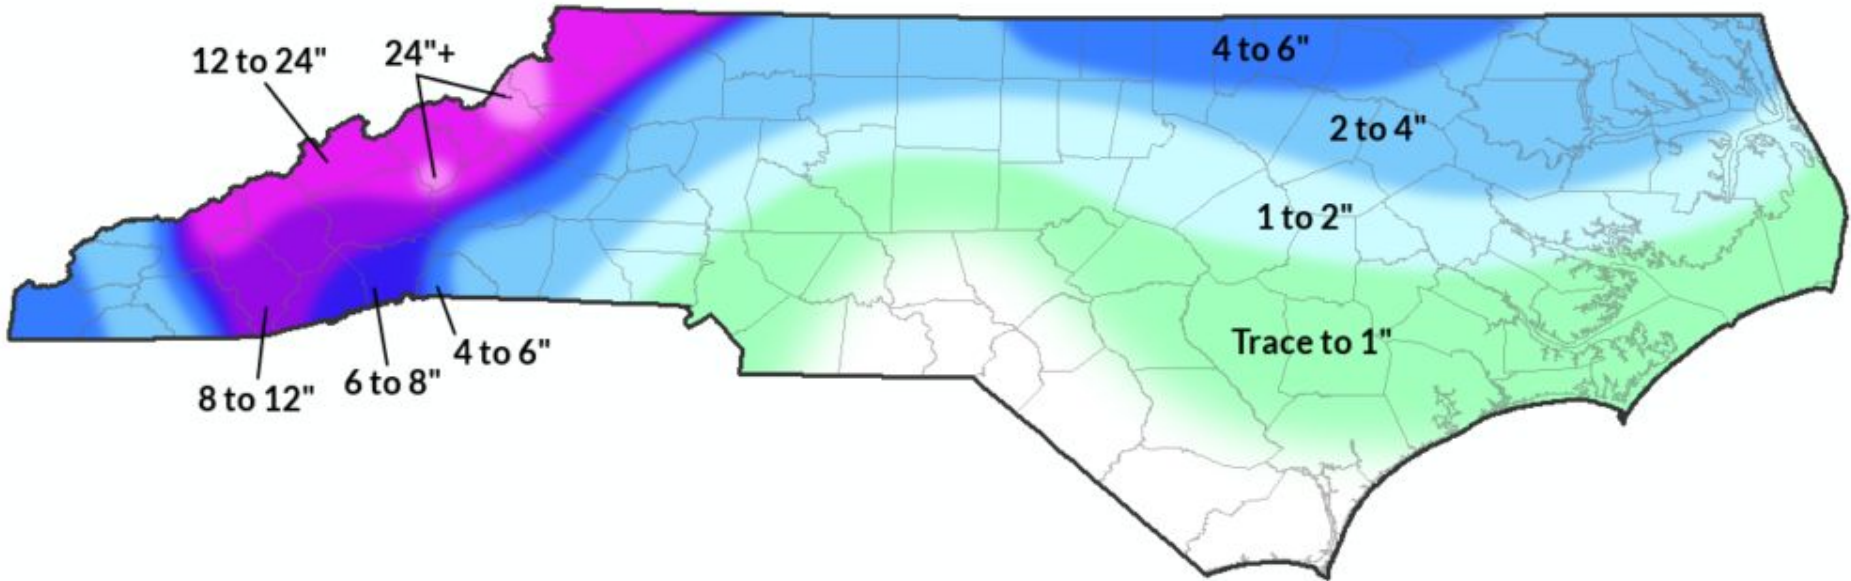 12 to 24"
24"+
4 to 6"
2 to 4"
1 to 2"
Trace to 1"
4 to 6"
6 to 8"
8 to 12"